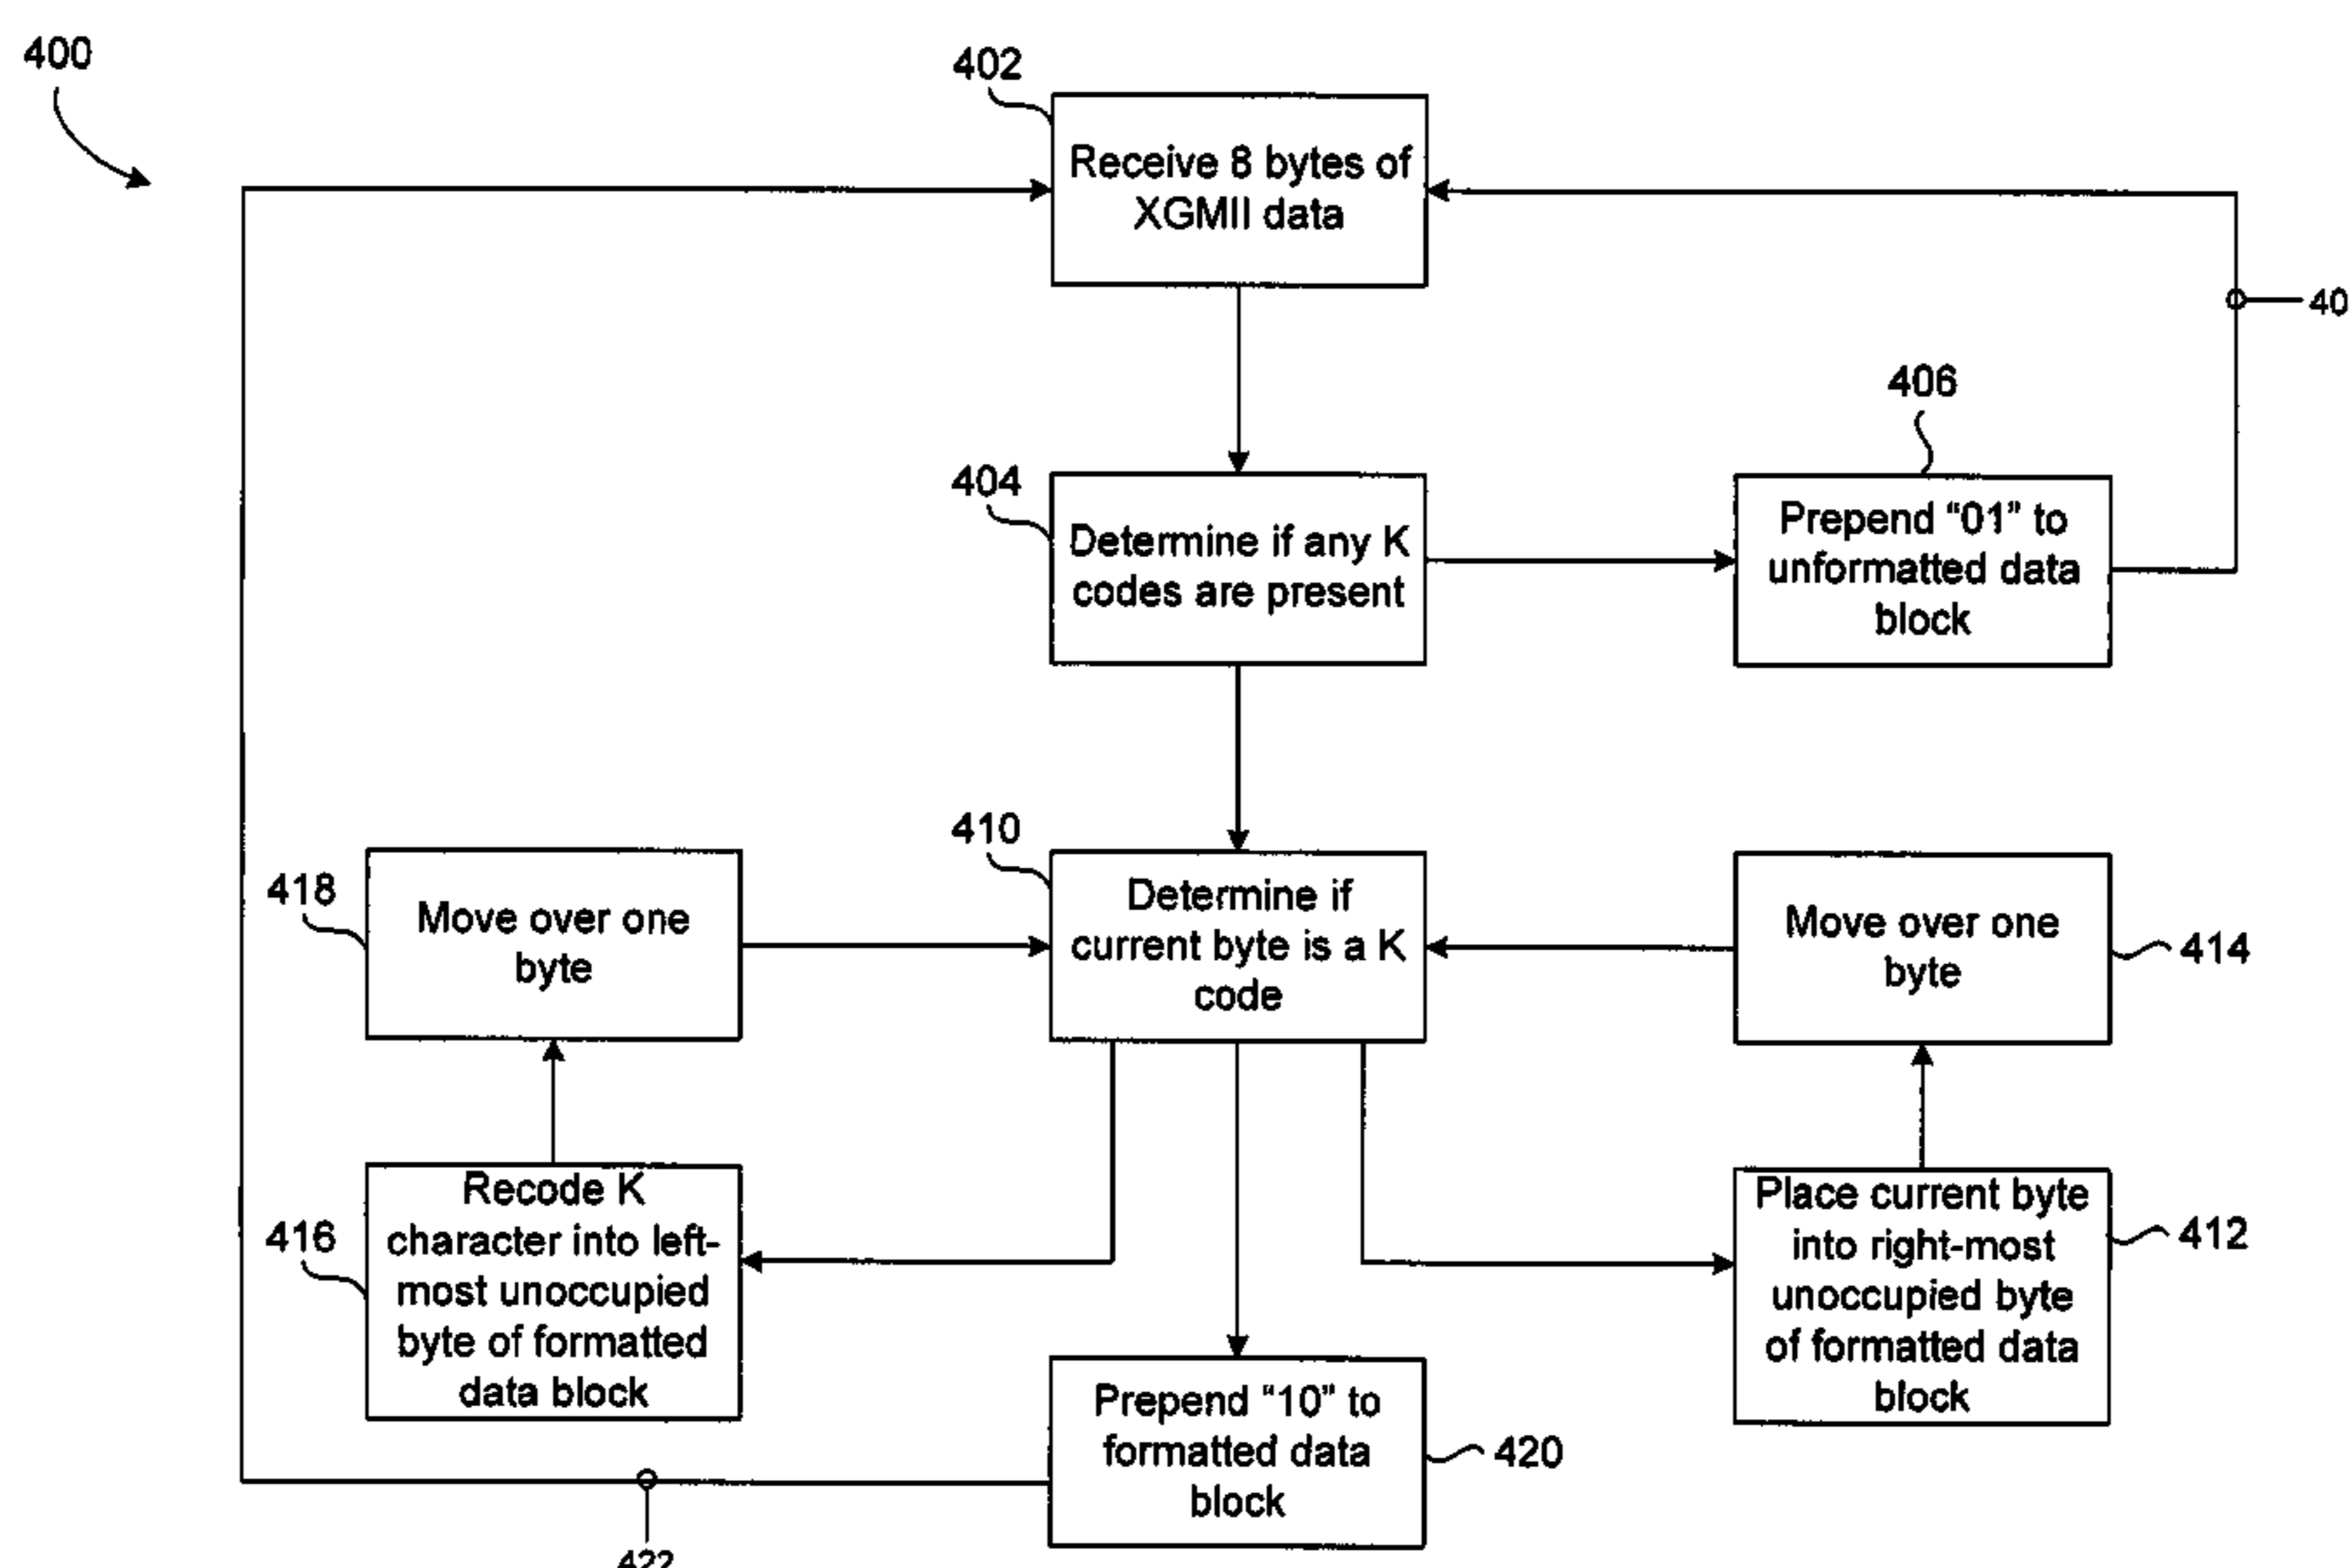 400
402
Receive 8 bytes of
XGMII data
40
406
404
Determine if any K
codes are present
Prepend “01” to
unformatted data
block
410
418
Move over one
byte
Determine if
current byte is a K
code
Move over one
byte
414
416
Recode K
character into left-
most unoccupied
byte of formatted
data block
Place current byte
into right-most
unoccupied byte
of formatted data
block
412
Prepend “10” to
formatted data
block
420
422